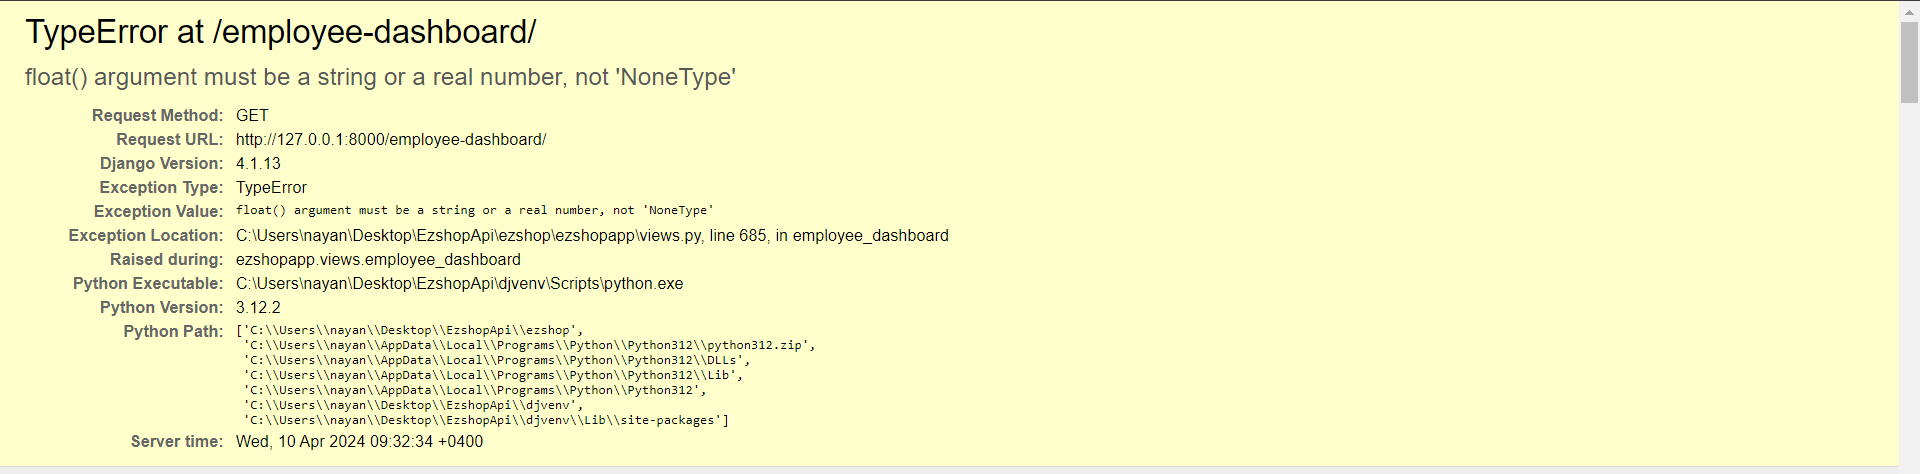 TypeError at /employee-dashboard/
float() argument must be a string or a real number, not 'NoneType'
Request Method: GET
Request URL: http://127.0.0.1:8000/employee-dashboard/
Django Version: 4.1.13
Exception Type: TypeError
Exception Value: float() argument must be a string or a real number, not 'NoneType'
Exception Location: C:\Users\nayan\Desktop\EzshopApi\ezshop\ezshopapp\views.py, line 685, in employee_dashboard
Raised during: ezshopapp.views.employee_dashboard
Python Executable: C:\Users\nayan\Desktop\EzshopApi\djvenv\Scripts\python.exe
Python Version: 3.12.2
Python Path: ['C:\\Users\\nayan\\Desktop\\EzshopApi\\ezshop',
'C:\\Users\\nayan\\AppData\\Local\\Programs\\Python\\Python312\\python312.zip',
'C:\\Users\\nayan\\AppData\\Local\\Programs\\Python\\Python312\\DLLs',
'C:\\Users\\nayan\\AppData\\Local\\Programs\\Python\\Python312\\Lib',
'C:\\Users\\nayan\\AppData\\Local\\Programs\\Python\\Python312',
'C:\\Users\\nayan\\Desktop\\EzshopApi\\djvenv',
'C:\\Users\\nayan\\Desktop\\EzshopApi\\djvenv\\Lib\\site-packages']
Server time: Wed, 10 Apr 2024 09:32:34 +0400